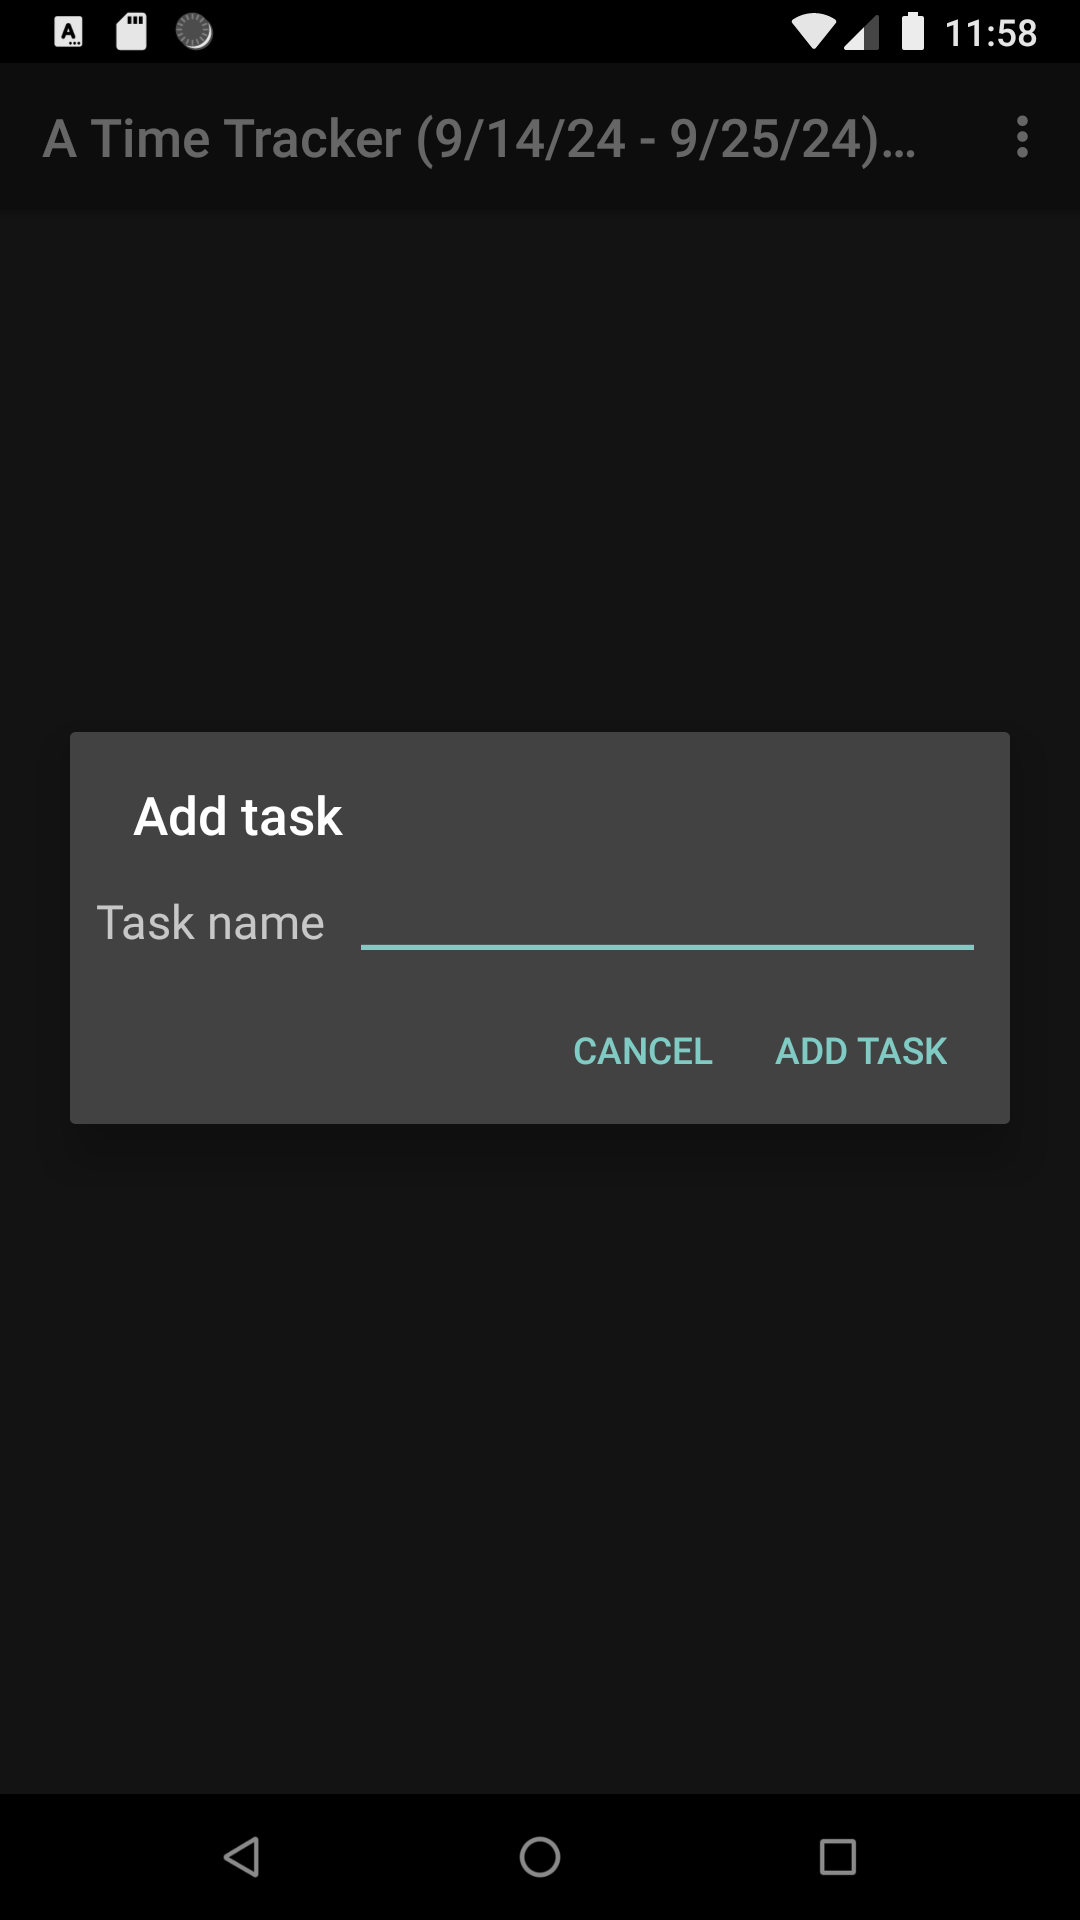 11:58
A Time Tracker (9/14/24 - 9/25/24)...
Add task
Task name
CANCEL ADD TASK